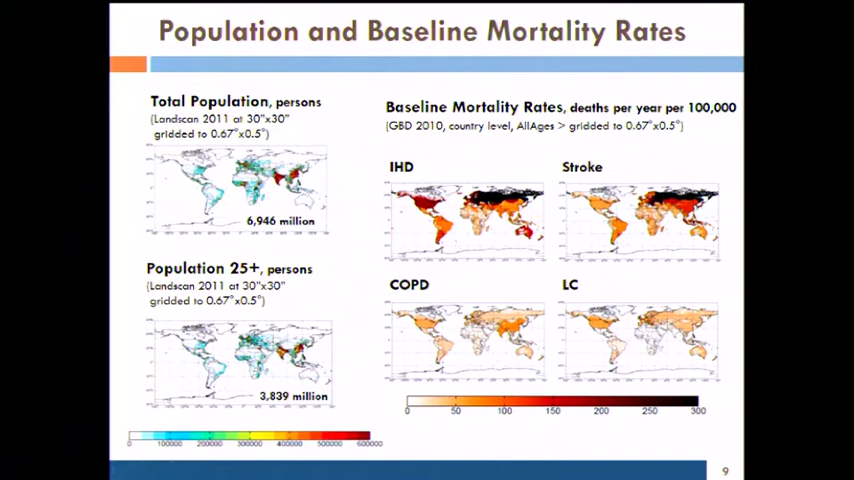 Population and Baseline Mortality Rates
Total Population, persons
(Landscan 2011 at 30"x30"
gridded to 0.67°x0.5°)
6,946 million
Population 25+, persons
(Landscan 2011 at 30"x30"
gridded to 0.67°x0.5°)
3,839 million
0 100000 200000 300000 400000 500000 600000
Baseline Mortality Rates, deaths per year per 100,000
(GBD 2010, country level, AllAges > gridded to 0.67°x0.5°)
IHD
Stroke
COPD
LC
0 50 100 150 200 250 300
9